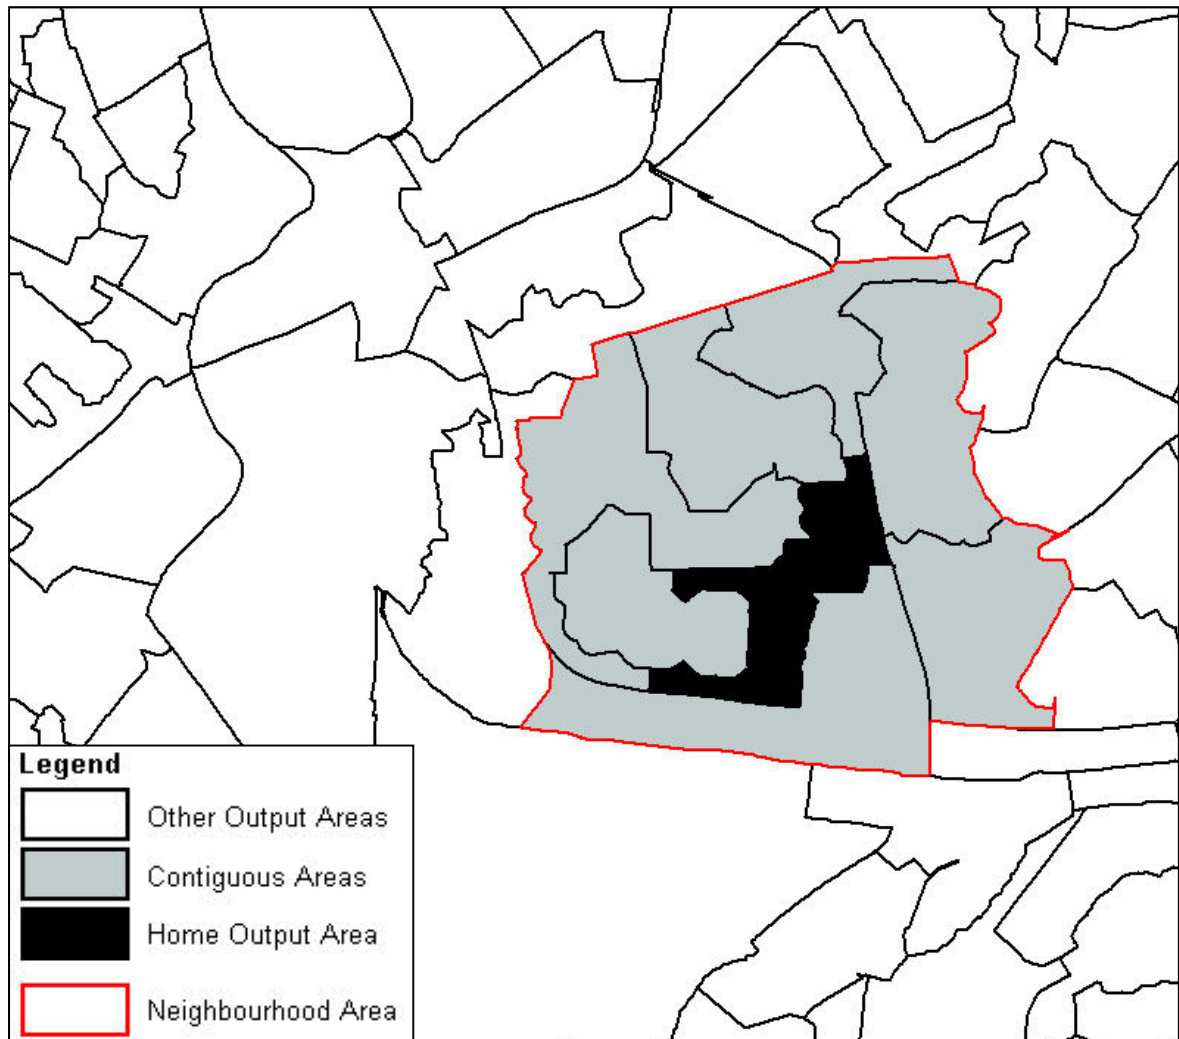 Legend
Other Output Areas
Contiguous Areas
Home Output Area
Neighbourhood Area